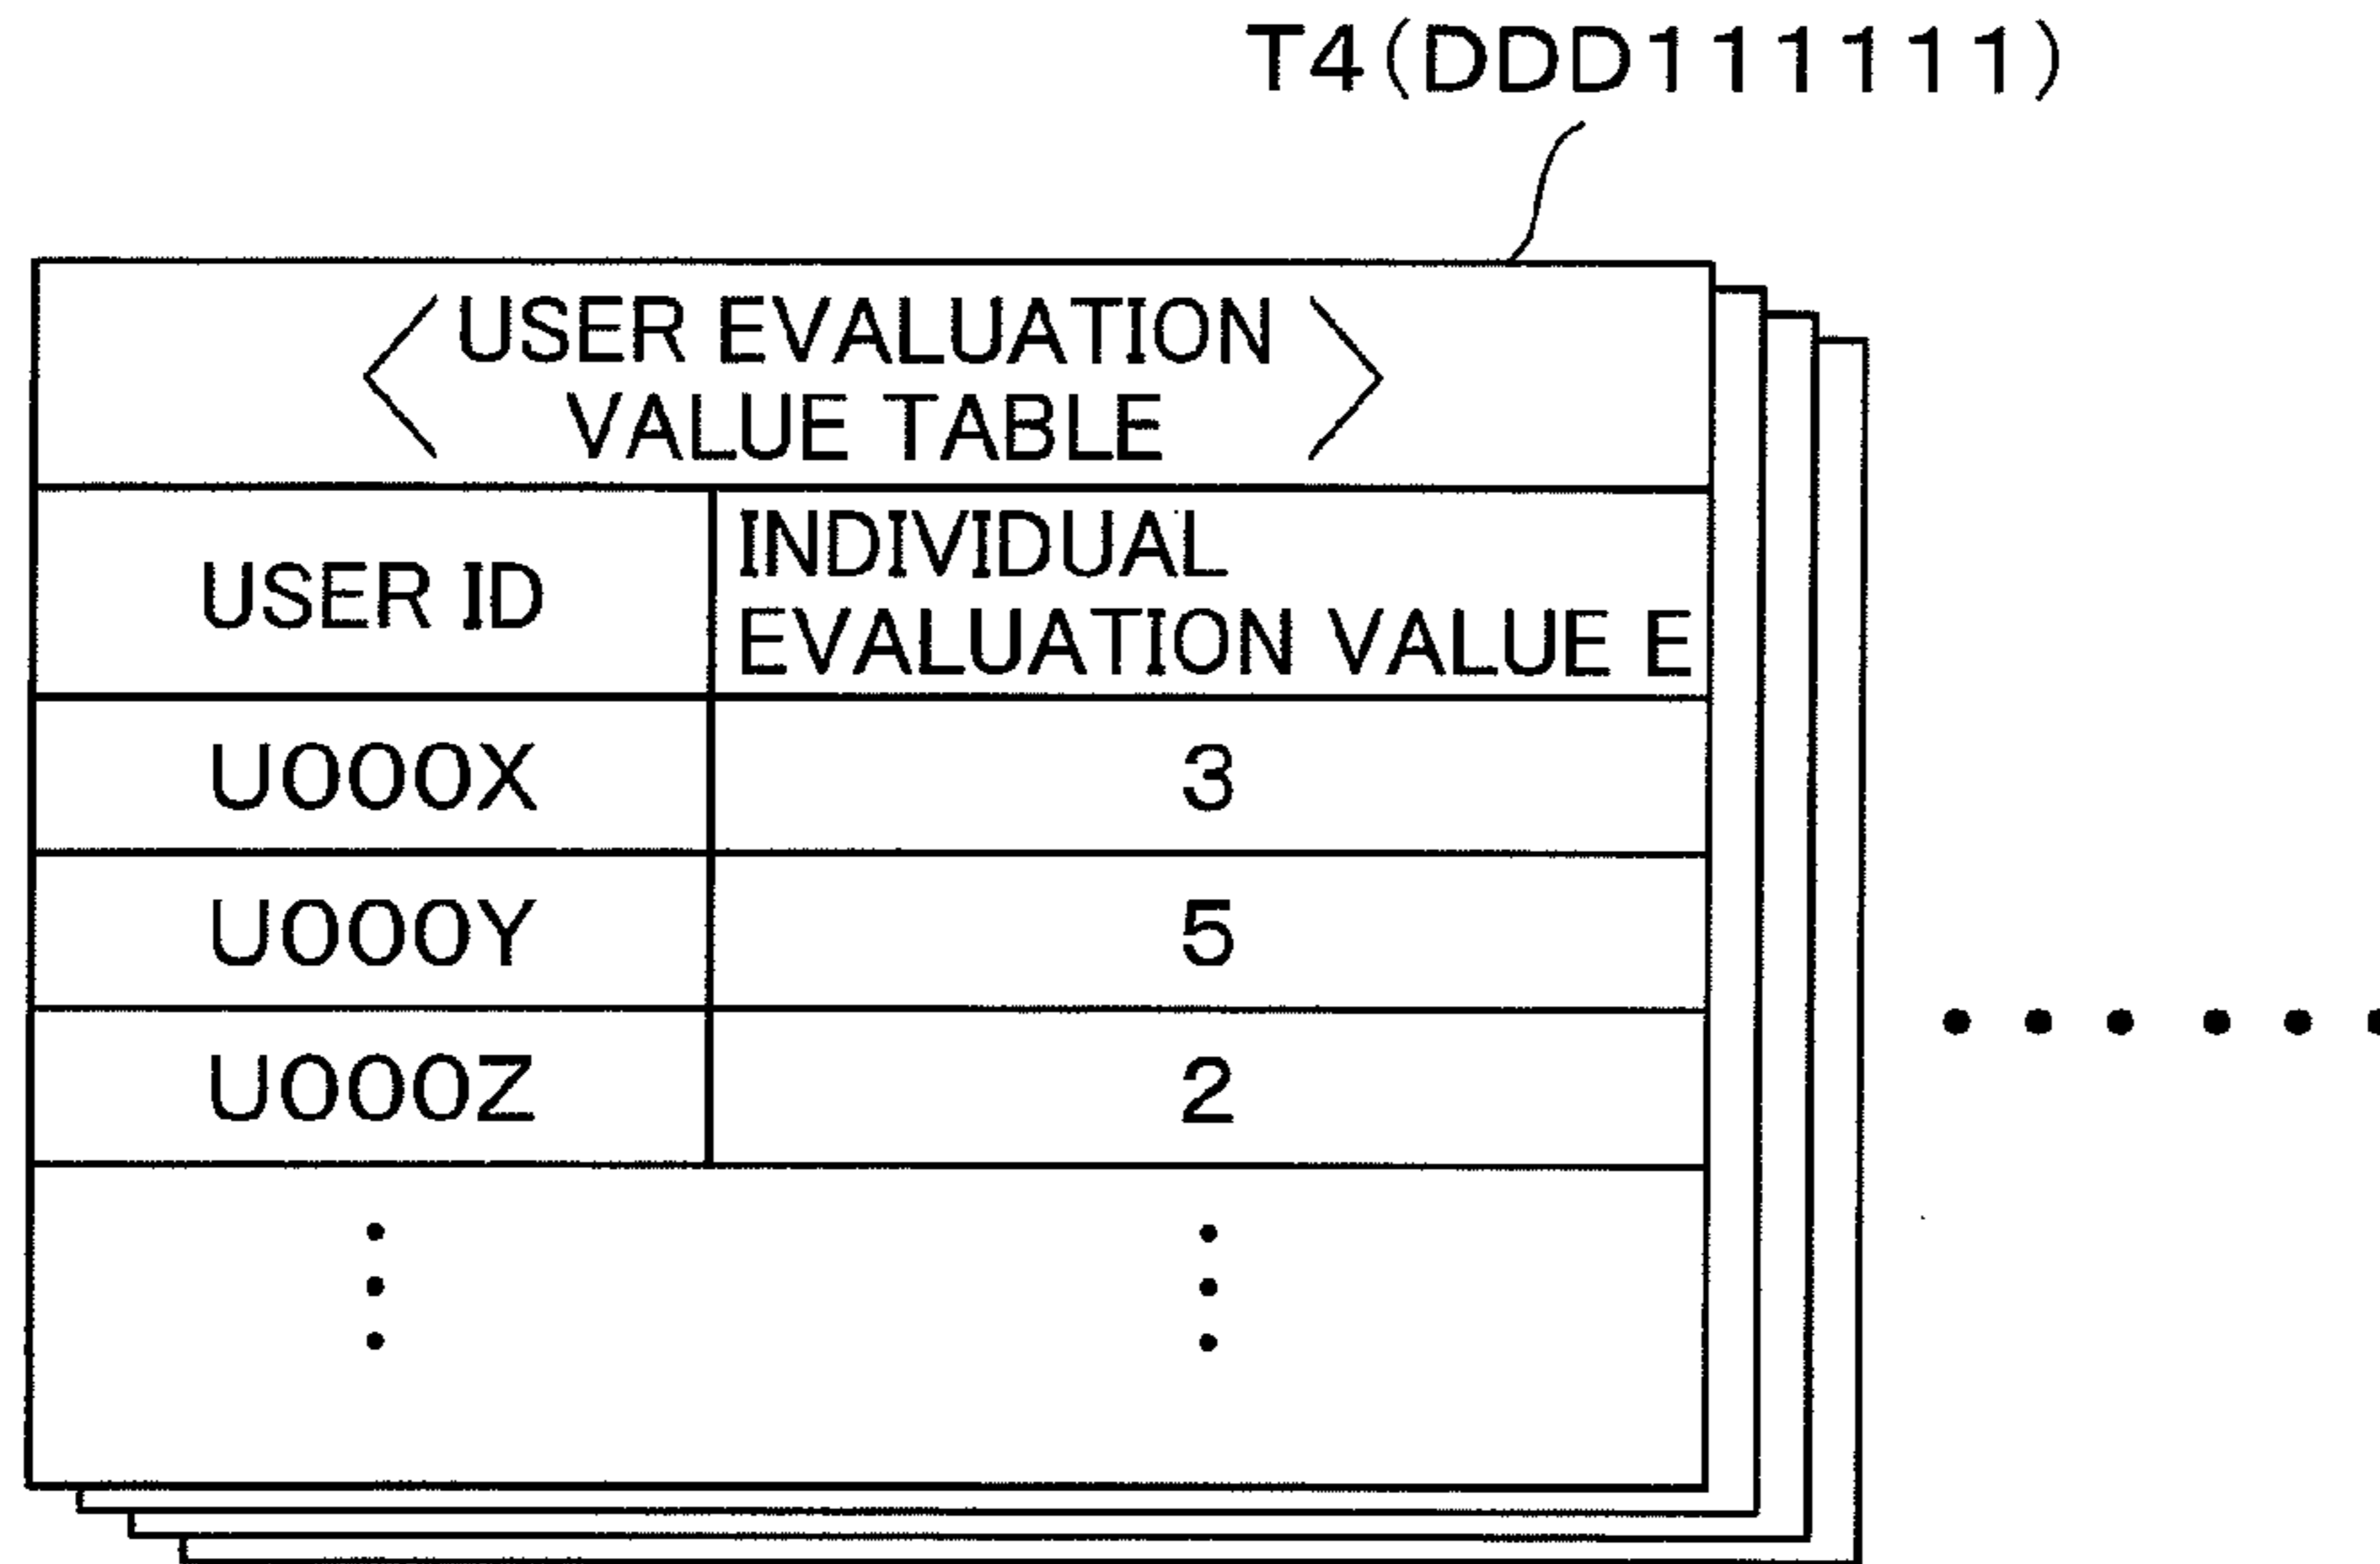 T4(DDD111111)
<USER EVALUATION
VALUE TABLE>
USER ID
INDIVIDUAL
EVALUATION VALUE E
U000X 3
U000Y 5
U000Z 2